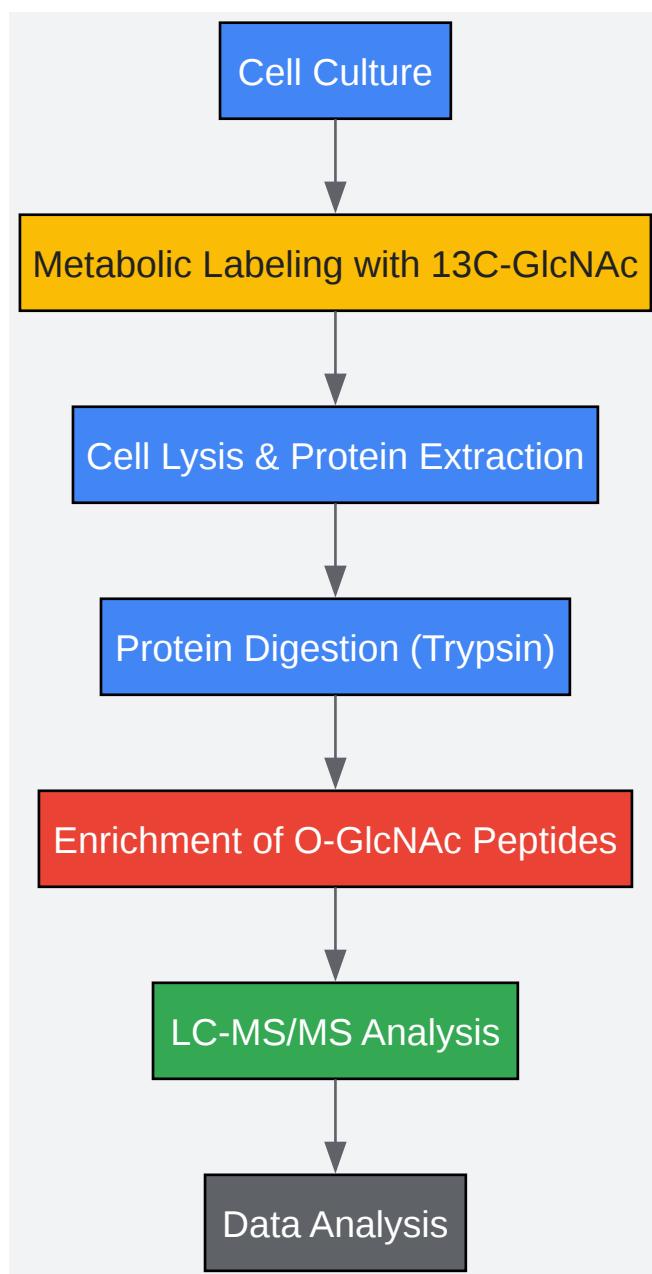 Cell Culture
Metabolic Labeling with 13C-GlcNAc
Cell Lysis & Protein Extraction
Protein Digestion (Trypsin)
Enrichment of O-GlcNAc Peptides
LC-MS/MS Analysis
Data Analysis